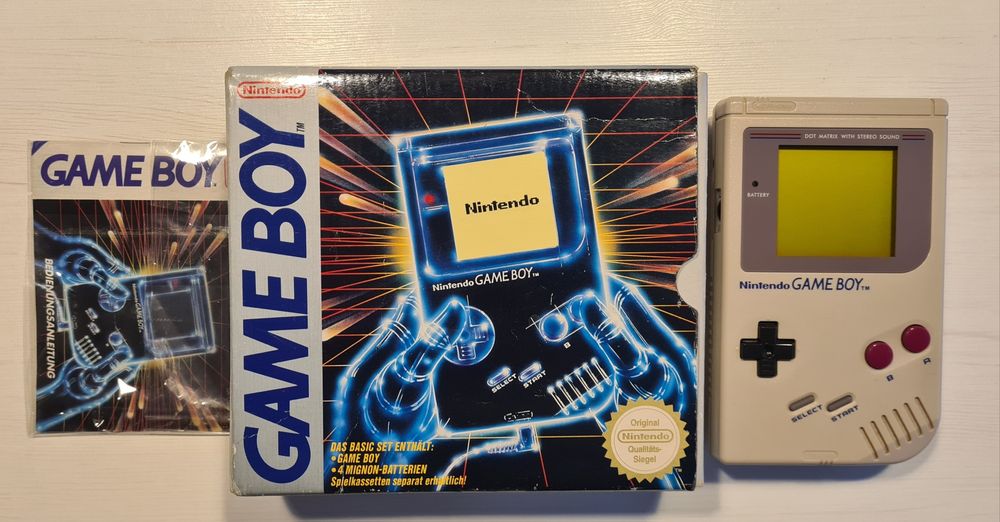 GAME BOY
BEDIENUNGSANLEITUNG
Nintendo
GAME BOY™
Nintendo
Nintendo GAME BOY™
B
SELECT
START
DAS BASIC SET ENTHÄLT:
• GAME BOY
• 4 MIGNON-BATTERIEN
Spielkassetten separat erhältlich!
Original
Nintendo
Qualitäts-
Siegel
DOT MATRIX WITH STEREO SOUND
BATTERY
Nintendo GAME BOY™
B
A
SELECT
START